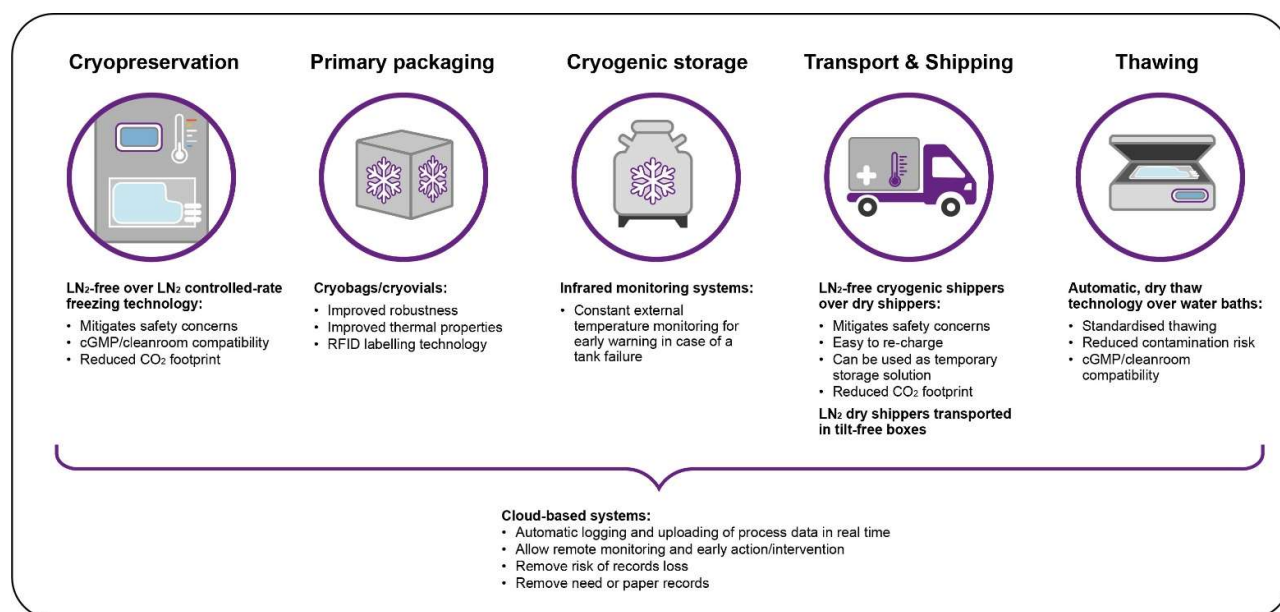 Cryopreservation
Primary packaging
Cryogenic storage
Transport & Shipping
Thawing
LN₂-free over LN₂ controlled-rate
freezing technology:
• Mitigates safety concerns
• cGMP/cleanroom compatibility
• Reduced CO₂ footprint
Cryobags/cryovials:
• Improved robustness
• Improved thermal properties
• RFID labelling technology
Infrared monitoring systems:
• Constant external
temperature monitoring for
early warning in case of a
tank failure
LN₂-free cryogenic shippers
over dry shippers:
• Mitigates safety concerns
• Easy to re-charge
• Can be used as temporary
storage solution
• Reduced CO₂ footprint
LN₂ dry shippers transported
in tilt-free boxes
Automatic, dry thaw
technology over water baths:
• Standardised thawing
• Reduced contamination risk
• cGMP/cleanroom
compatibility
Cloud-based systems:
• Automatic logging and uploading of process data in real time
• Allow remote monitoring and early action/intervention
• Remove risk of records loss
• Remove need or paper records